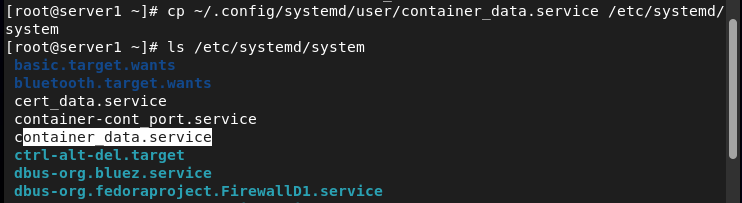 [root@server1 ~]# cp ~/.config/systemd/user/container_data.service /etc/systemd/
system
[root@server1 ~]# ls /etc/systemd/system
basic.target.wants
bluetooth.target.wants
cert_data.service
container-cont_port.service
container_data.service
ctrl-alt-del.target
dbus-org.bluez.service
dbus-org.fedoraproject.FirewallD1.service